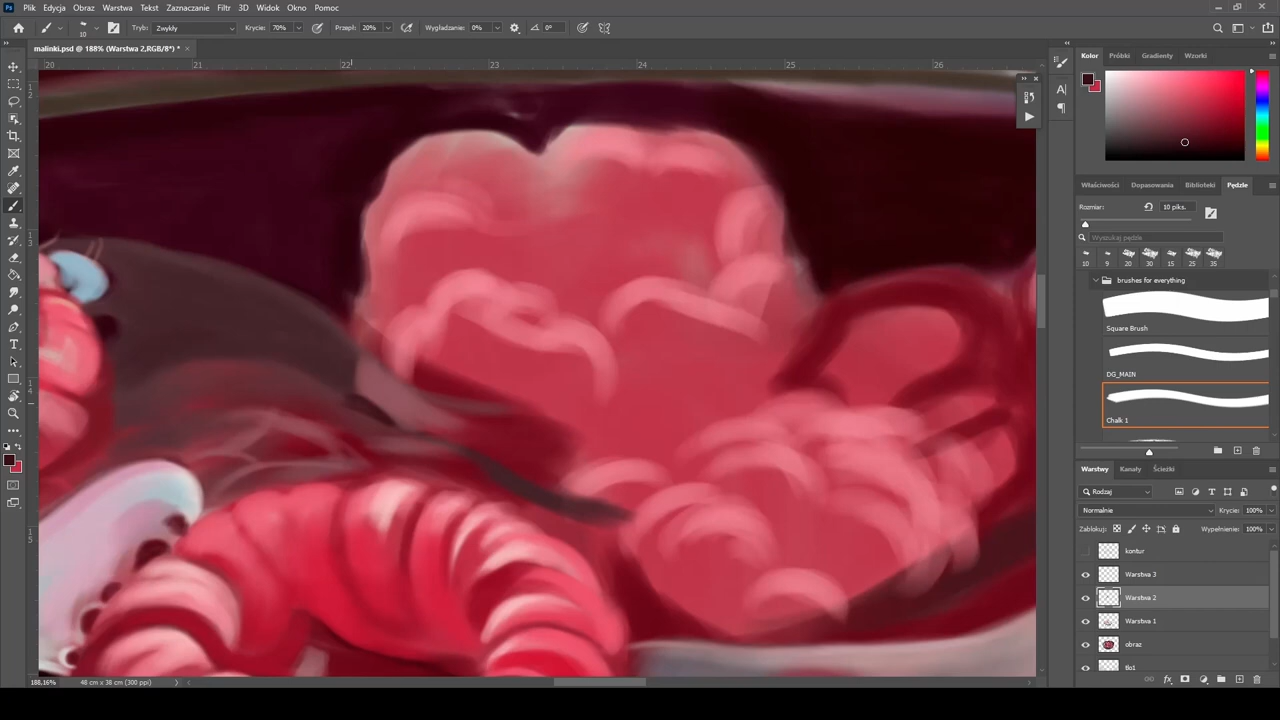 Ps Plik Edycja Obraz Warstwa Tekst Zaznaczanie Filtr 3D Widok Okno Pomoc
10 Tryb: Zwykły Krycie: 70% Przepł: 20% Wygładzanie: 0% 0°
malinki.psd @ 188% (Warstwa 2,RGB/8*) * ×
20 21 22 23 24 25 26
Kolor Próbki Gradienty Wzorki
Właściwości Dopasowania Biblioteki Pędzle
Rozmiar: 10 piks.
Wyszukaj pędzle
10 9 20 30 15 25 35
brushes for everything
Square Brush
DG_MAIN
Chalk 1
Warstwy Kanały Ścieżki
Rodzaj
Normalnie Krycie: 100%
Zablokuj: Wypełnienie: 100%
kontur
Warstwa 3
Warstwa 2
Warstwa 1
obraz
tlo1
188,16% 48 cm x 38 cm (300 ppi)